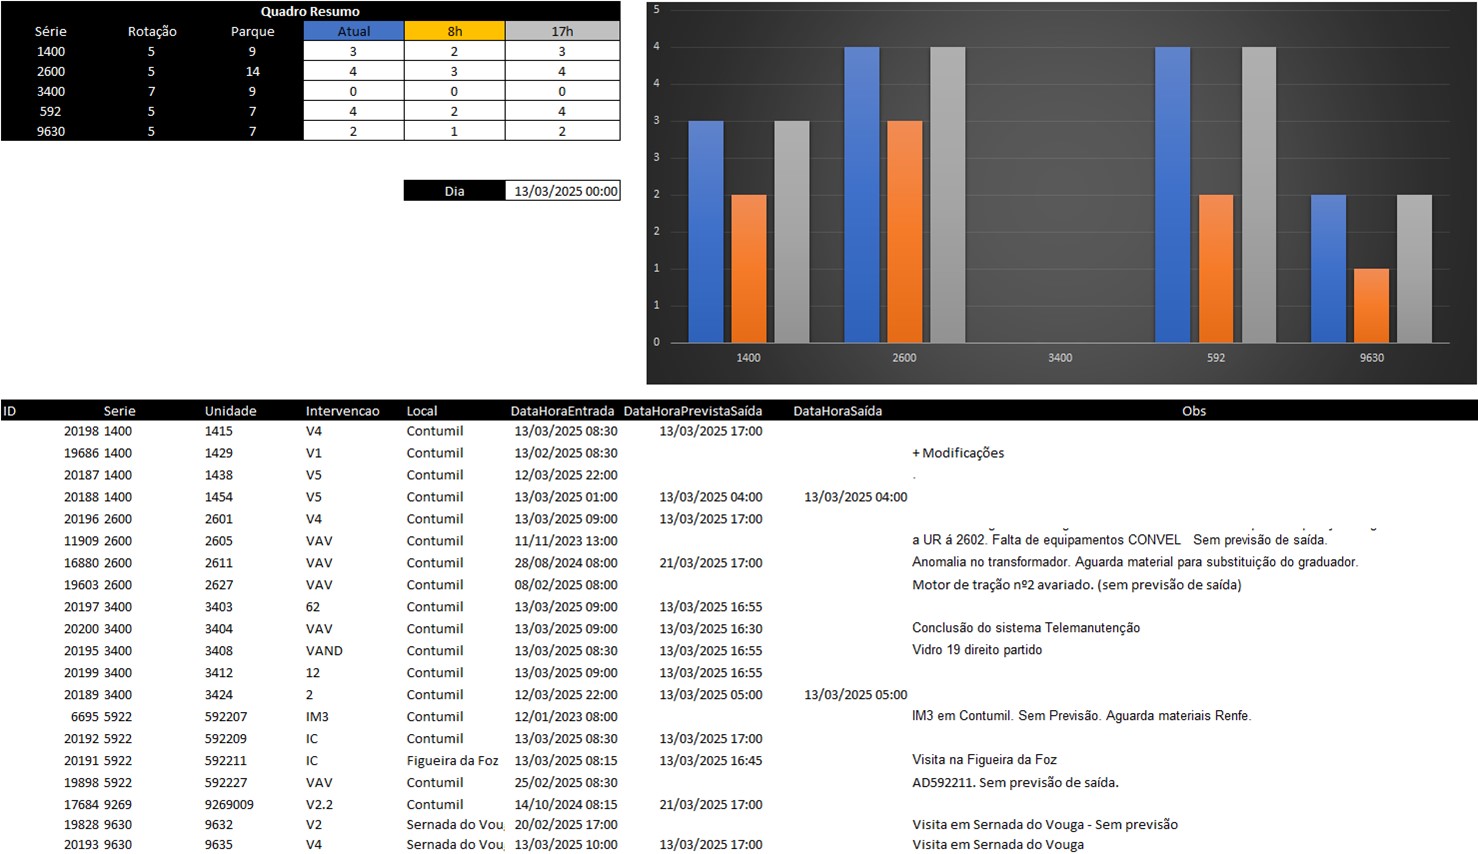 Quadro Resumo
Série Rotação Parque Atual 8h 17h
1400 5 9 3 2 3
2600 5 14 4 3 4
3400 7 9 0 0 0
592 5 7 4 2 4
9630 5 7 2 1 2
Dia 13/03/2025 00:00
5
4
4
3
3
2
2
1
1
0
1400 2600 3400 592 9630
ID Serie Unidade Intervencao Local DataHoraEntrada DataHoraPrevistaSaída DataHoraSaída Obs
20198 1400 1415 V4 Contumil 13/03/2025 08:30 13/03/2025 17:00
19686 1400 1429 V1 Contumil 13/02/2025 08:30 + Modificações
20187 1400 1438 V5 Contumil 12/03/2025 22:00 .
20188 1400 1454 V5 Contumil 13/03/2025 01:00 13/03/2025 04:00 13/03/2025 04:00
20196 2600 2601 V4 Contumil 13/03/2025 09:00 13/03/2025 17:00
11909 2600 2605 VAV Contumil 11/11/2023 13:00 a UR á 2602. Falta de equipamentos CONVEL Sem previsão de saída.
16880 2600 2611 VAV Contumil 28/08/2024 08:00 21/03/2025 17:00 Anomalia no transformador. Aguarda material para substituição do graduador.
19603 2600 2627 VAV Contumil 08/02/2025 08:00 Motor de tração nº2 avariado. (sem previsão de saída)
20197 3400 3403 62 Contumil 13/03/2025 09:00 13/03/2025 16:55
20200 3400 3404 VAV Contumil 13/03/2025 09:00 13/03/2025 16:30 Conclusão do sistema Telemanutenção
20195 3400 3408 VAND Contumil 13/03/2025 08:30 13/03/2025 16:55 Vidro 19 direito partido
20199 3400 3412 12 Contumil 13/03/2025 09:00 13/03/2025 16:55
20189 3400 3424 2 Contumil 12/03/2025 22:00 13/03/2025 05:00 13/03/2025 05:00
6695 5922 592207 IM3 Contumil 12/01/2023 08:00 IM3 em Contumil. Sem Previsão. Aguarda materiais Renfe.
20192 5922 592209 IC Contumil 13/03/2025 08:30 13/03/2025 17:00
20191 5922 592211 IC Figueira da Foz 13/03/2025 08:15 13/03/2025 16:45 Visita na Figueira da Foz
19898 5922 592227 VAV Contumil 25/02/2025 08:30 AD592211. Sem previsão de saída.
17684 9269 9269009 V2.2 Contumil 14/10/2024 08:15 21/03/2025 17:00
19828 9630 9632 V2 Sernada do Vou 20/02/2025 17:00 Visita em Sernada do Vouga - Sem previsão
20193 9630 9635 V4 Sernada do Vou 13/03/2025 10:00 13/03/2025 17:00 Visita em Sernada do Vouga